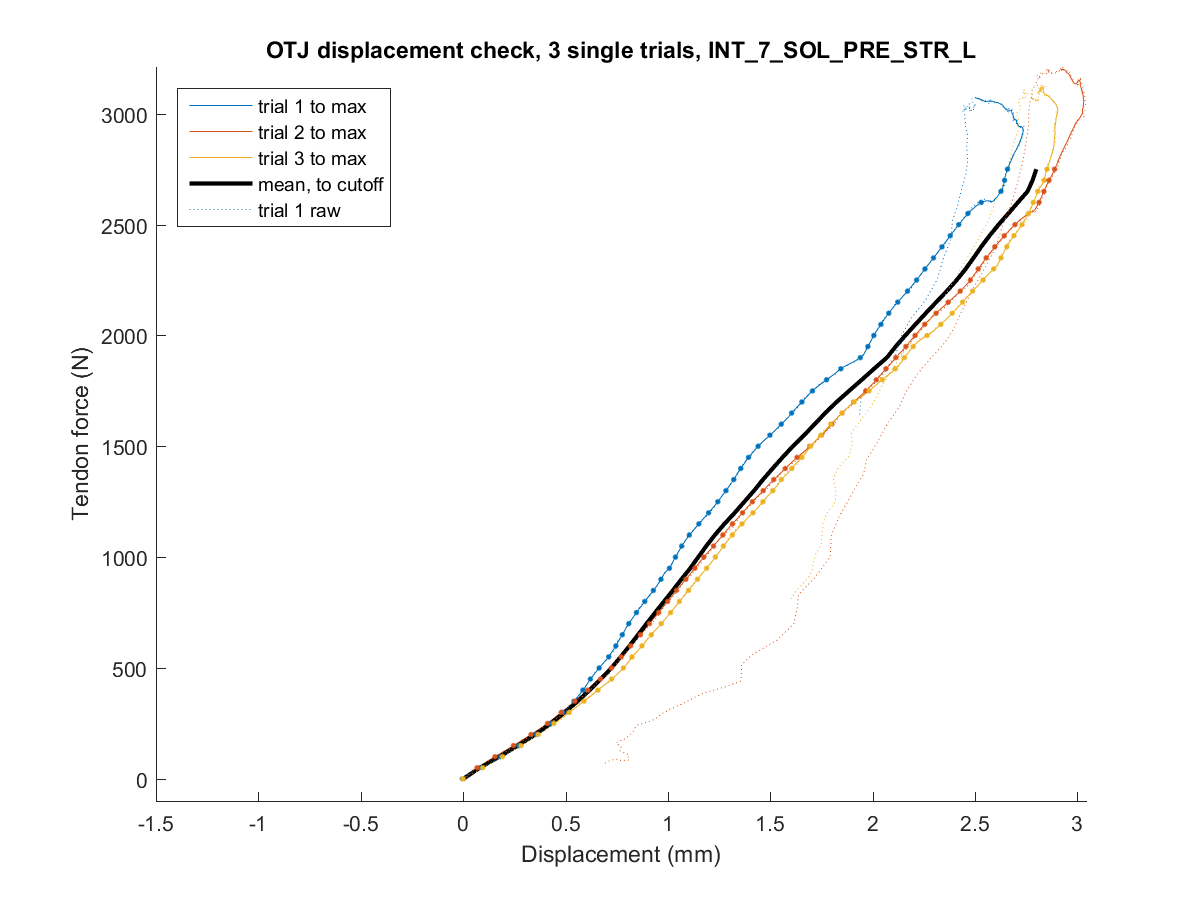 OTJ displacement check, 3 single trials, INT_7_SOL_PRE_STR_L
trial 1 to max
trial 2 to max
trial 3 to max
mean, to cutoff
trial 1 raw
3000
2500
2000
1500
1000
500
0
Tendon force (N)
-1.5
-1
-0.5
0
0.5
1
1.5
2
2.5
3
Displacement (mm)